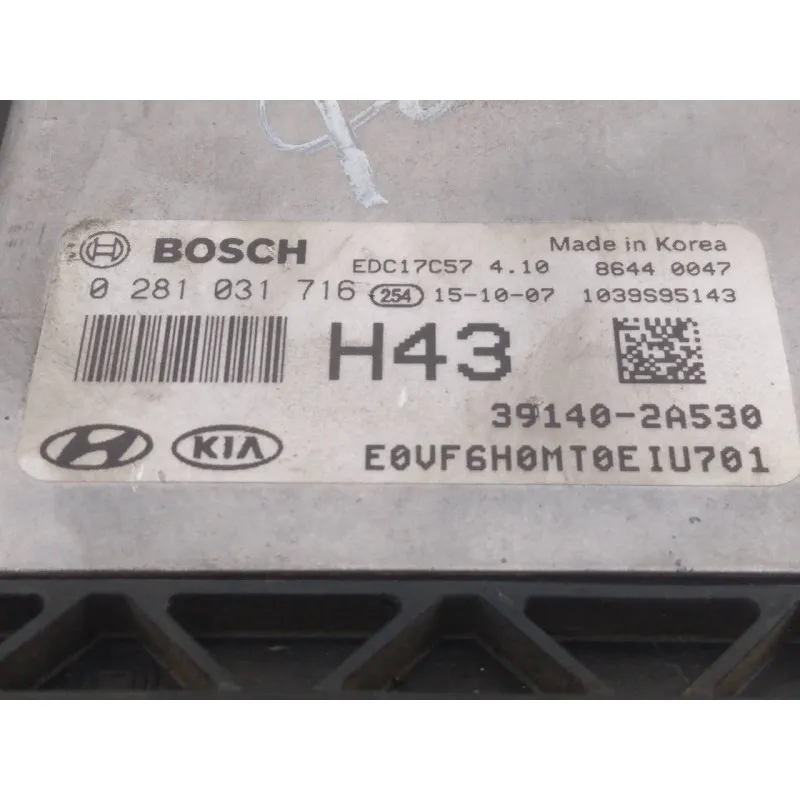 BOSCH EDC17C57 4.10 Made in Korea
8644 0047
0 281 031 716 254 15-10-07 1039S95143
H43
39140-2A530
KIA E0VF6H0MT0EIU701